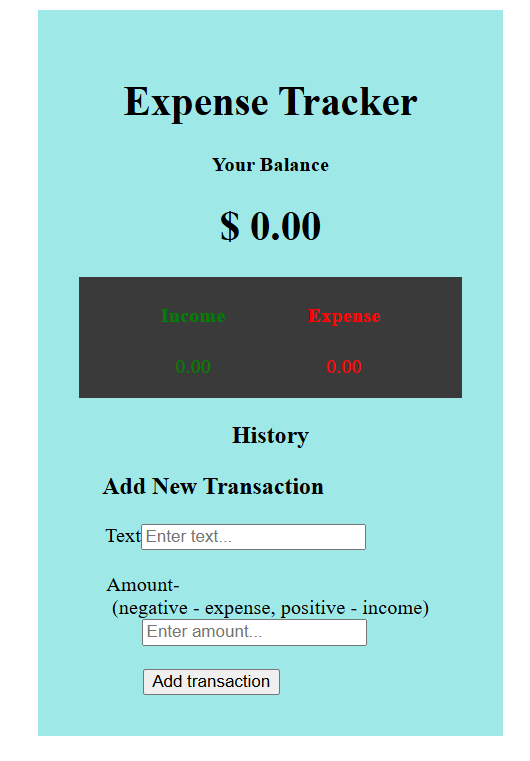 Expense Tracker
Your Balance
$ 0.00
Income Expense
0.00 0.00
History
Add New Transaction
Text Enter text...
Amount-
(negative - expense, positive - income)
Enter amount...
Add transaction